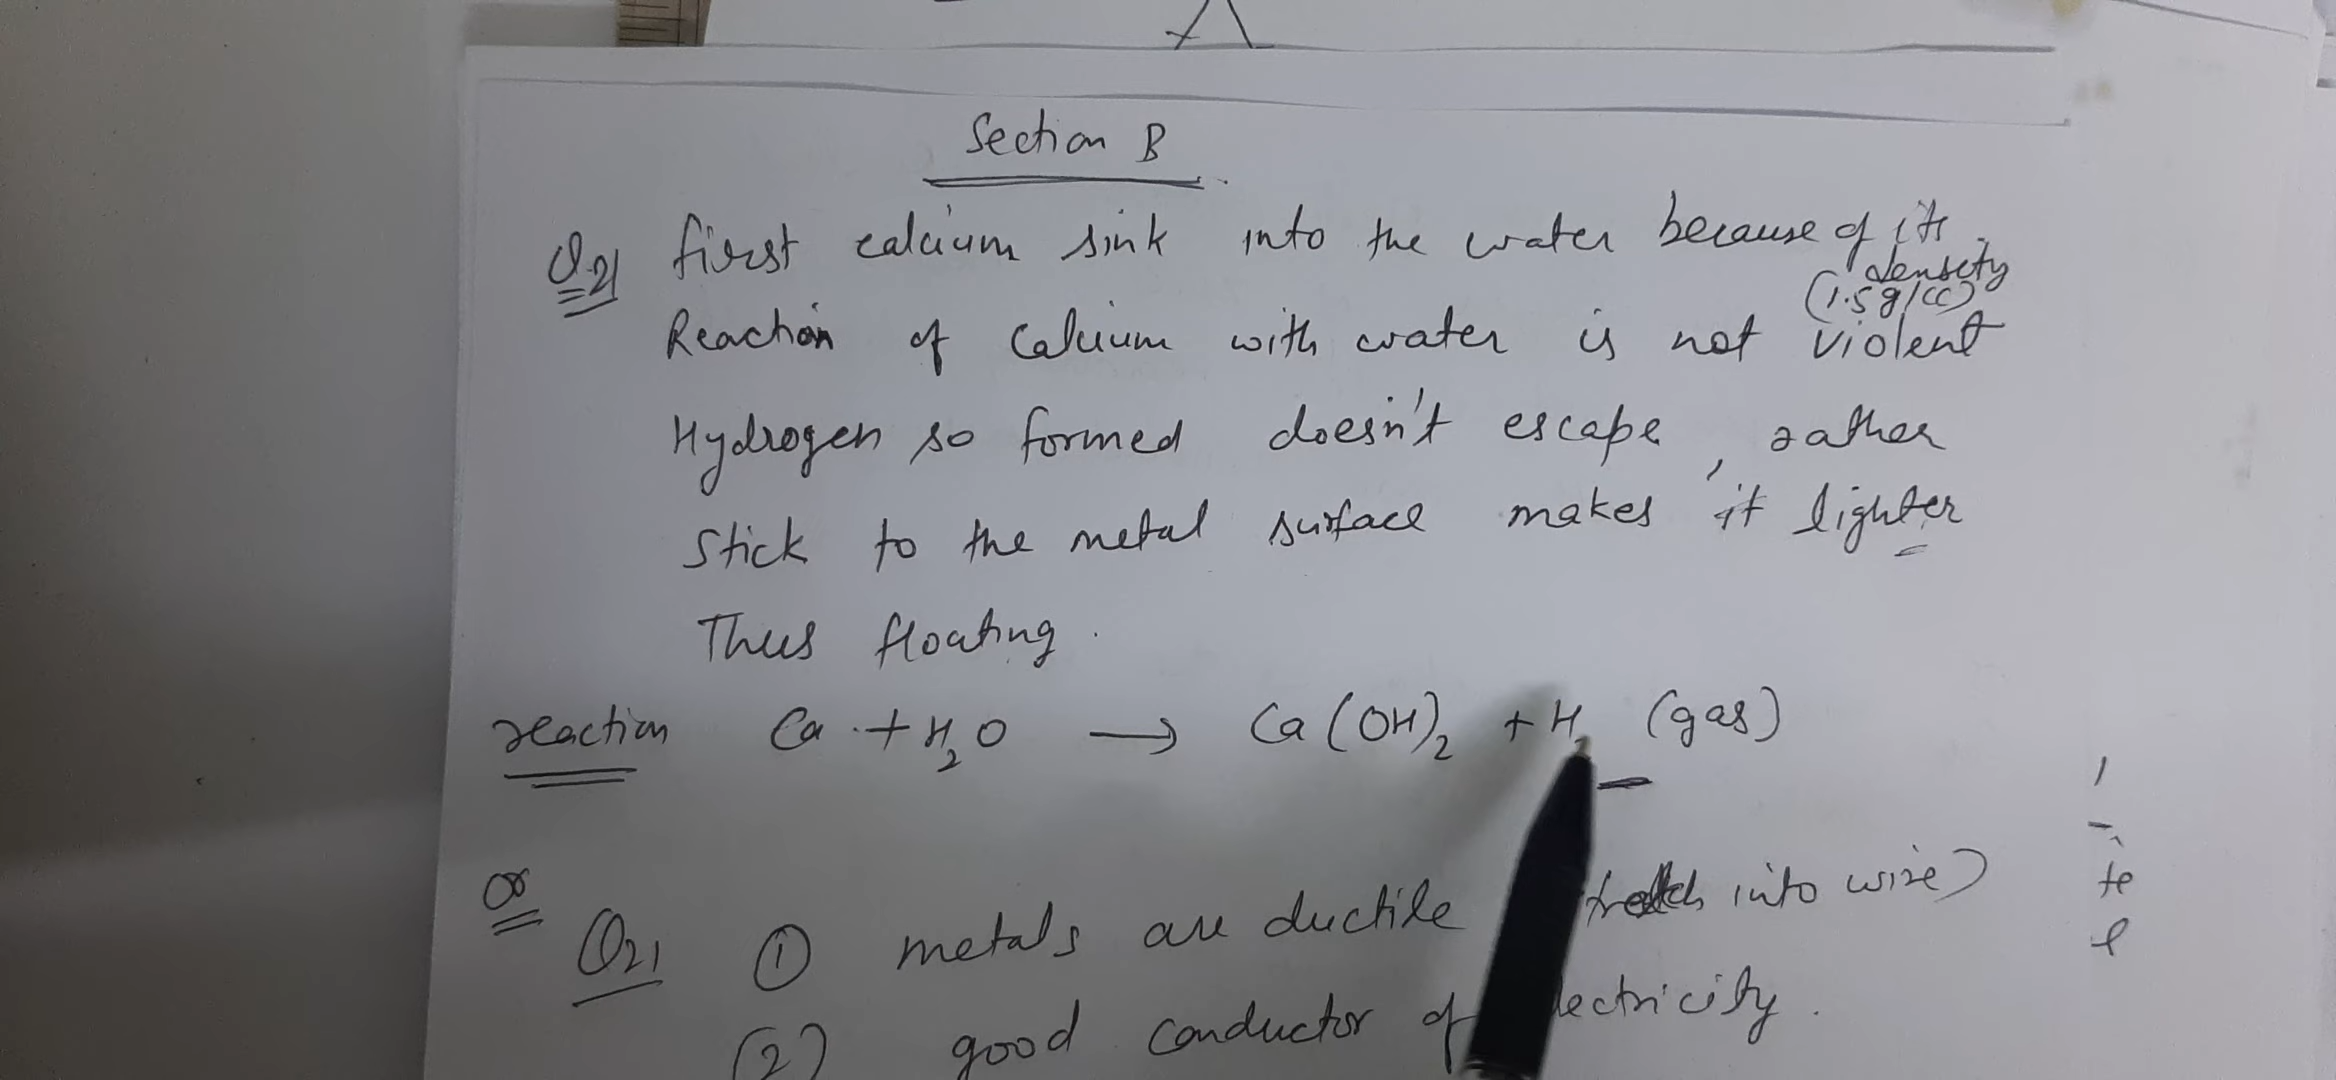 Section B
Q21 first calcium sink into the water because of its
density
(1.5g/cc)
Reaction of Calcium with water is not violent
Hydrogen so formed doesn't escape, rather
Stick to the metal surface makes it lighter
Thus floating.
reaction Ca + H2O → Ca(OH)2 + H2 (gas)
or
Q21 ① metals are ductile into wire)
(2) good conductor of